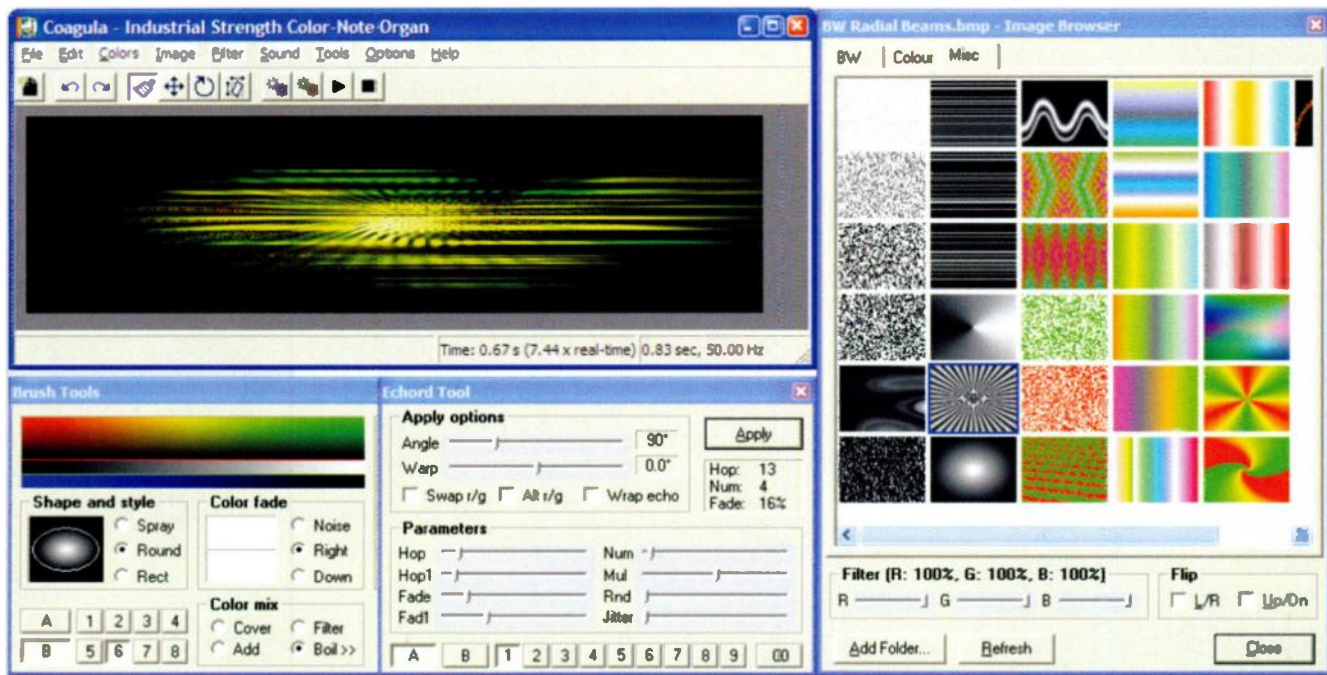 Coagula - Industrial Strength Color-Note-Organ
File Edit Colors Image Filter Sound Tools Options Help
Time: 0.67 s (7.44 x real-time) 0.83 sec, 50.00 Hz
Brush Tools
Shape and style
Spray
Round
Rect
Color fade
Noise
Right
Down
A 1 2 3 4
B 5 6 7 8
Color mix
Cover Filter
Add Boil >>
Echord Tool
Apply options
Angle 90°
Warp 0.0°
Swap r/g Alt r/g Wrap echo
Apply
Hop: 13
Num: 4
Fade: 16%
Parameters
Hop Num
Hop1 Mul
Fade Rnd
Fad1 Jitter
A B 1 2 3 4 5 6 7 8 9
BW Radial Beams.bmp - Image Browser
BW Colour Misc
Filter (R: 100%, G: 100%, B: 100%)
R G B
Flip
L/R Up/Dn
Add Folder... Refresh Close